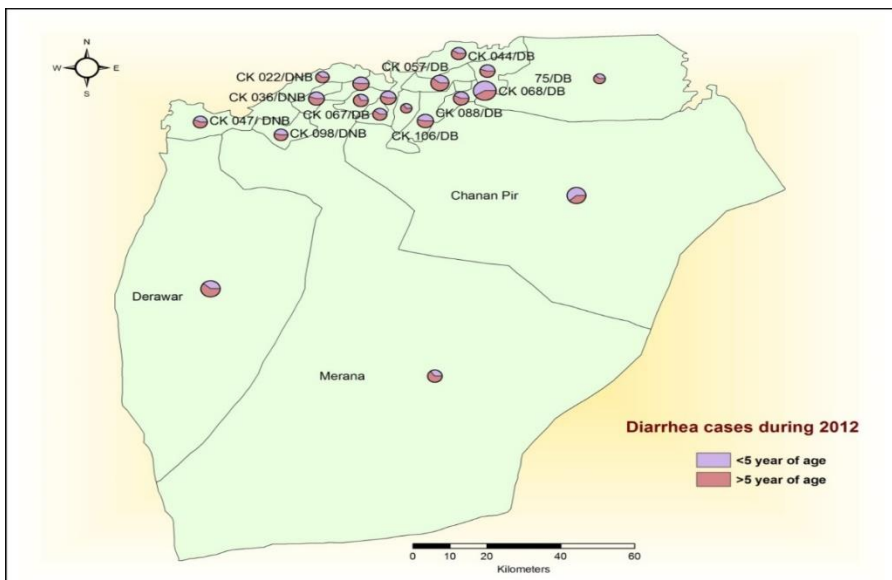 N
W E
S
CK 044/DB
CK 057/DB
CK 022/DNB
75/DB
CK 068/DB
CK 036/DNB
CK 067/DB
CK 088/DB
CK 047/ DNB
CK 098/DNB
CK 106/DB
Chanan Pir
Derawar
Merana
Diarrhea cases during 2012
<5 year of age
>5 year of age
0 10 20 40 60
Kilometers